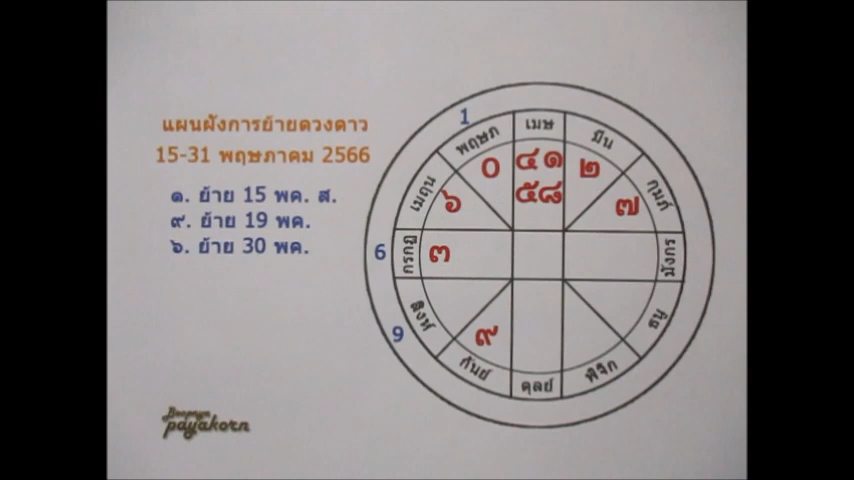 แผนผังการย้ายดวงดาว
15-31 พฤษภาคม 2566
๑. ย้าย 15 พค. ส.
๙. ย้าย 19 พค.
๖. ย้าย 30 พค.
1
พฤษภ
เมษ
มีน
๐
๔ ๑
๒
๕ ๘
เมถุน
๖
๗
กุมภ์
6
กรกฏ
๓
มังกร
9
สิงห์
๙
ธนู
กันย์
ตุลย์
พิจิก
payakorn